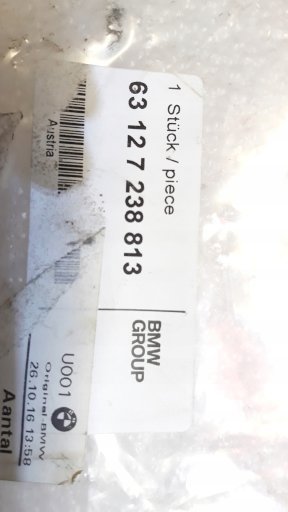 1 Stück / piece
63 12 7 238 813
BMW
GROUP
Austria
U001
Original-BMW
26.10.16 13:58
Aantal